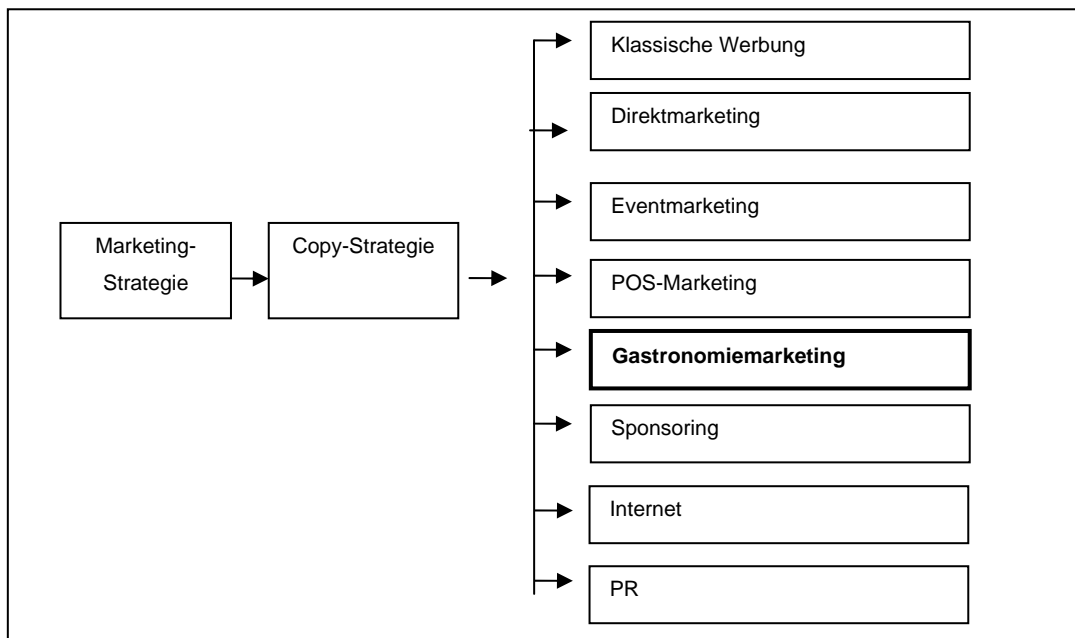 Marketing-
Strategie
Copy-Strategie
Klassische Werbung
Direktmarketing
Eventmarketing
POS-Marketing
Gastronomiemarketing
Sponsoring
Internet
PR